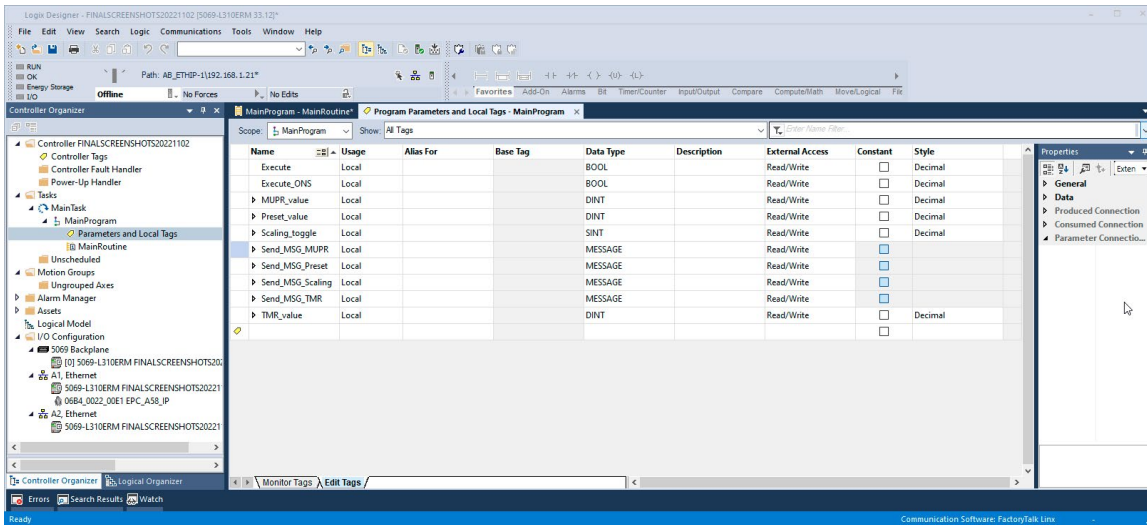 Logix Designer - FINALSCREENSHOTS20221102 [5069-L310ERM 33.12]*
File Edit View Search Logic Communications Tools Window Help
RUN
OK
Energy Storage
I/O
Path: AB_ETHIP-1\192.168.1.21*
Offline No Forces No Edits
Favorites Add-On Alarms Bit Timer/Counter Input/Output Compare Compute/Math Move/Logical File
Controller Organizer
MainProgram - MainRoutine* Program Parameters and Local Tags - MainProgram
Scope: MainProgram Show: All Tags Enter Name Filter...
Controller FINALSCREENSHOTS20221102
Controller Tags
Controller Fault Handler
Power-Up Handler
Tasks
MainTask
MainProgram
Parameters and Local Tags
MainRoutine
Unscheduled
Motion Groups
Ungrouped Axes
Alarm Manager
Assets
Logical Model
I/O Configuration
5069 Backplane
[0] 5069-L310ERM FINALSCREENSHOTS202
A1, Ethernet
5069-L310ERM FINALSCREENSHOTS20221
06B4_0022_00E1 EPC_A58_IP
A2, Ethernet
5069-L310ERM FINALSCREENSHOTS20221
Controller Organizer Logical Organizer
Name Usage Alias For Base Tag Data Type Description External Access Constant Style
Execute Local BOOL Read/Write Decimal
Execute_ONS Local BOOL Read/Write Decimal
MUPR_value Local DINT Read/Write Decimal
Preset_value Local DINT Read/Write Decimal
Scaling_toggle Local SINT Read/Write Decimal
Send_MSG_MUPR Local MESSAGE Read/Write
Send_MSG_Preset Local MESSAGE Read/Write
Send_MSG_Scaling Local MESSAGE Read/Write
Send_MSG_TMR Local MESSAGE Read/Write
TMR_value Local DINT Read/Write Decimal
Monitor Tags Edit Tags
Properties
Exten
General
Data
Produced Connection
Consumed Connection
Parameter Connectio...
Errors Search Results Watch
Ready Communication Software: FactoryTalk Linx